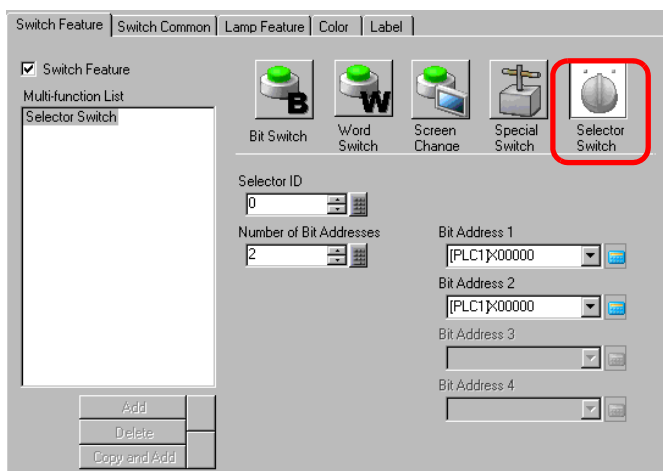 Switch Feature Switch Common Lamp Feature Color Label
Switch Feature
Multi-function List
Selector Switch
B
W
Bit Switch
Word Switch
Screen Change
Special Switch
Selector Switch
Selector ID
0
Number of Bit Addresses
2
Bit Address 1
[PLC1]X00000
Bit Address 2
[PLC1]X00000
Bit Address 3
Bit Address 4
Add
Delete
Copy and Add